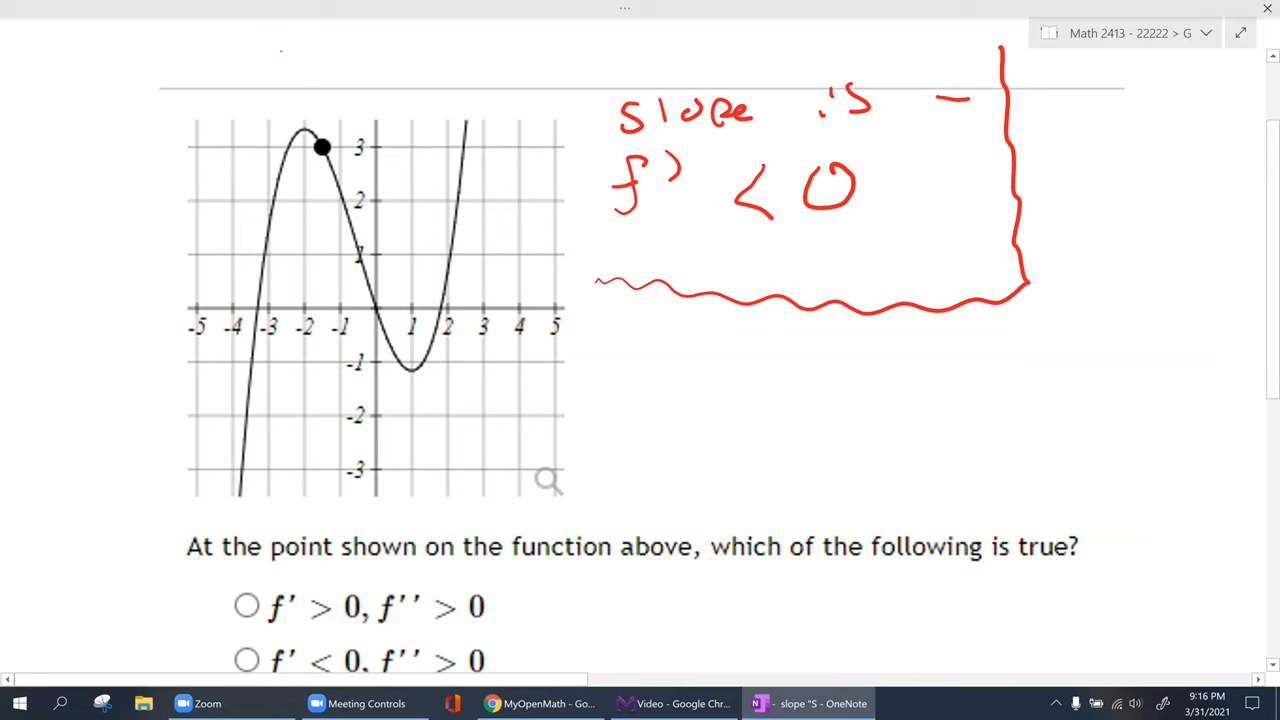 Math 2413 - 22222 > G
slope is -
f' < 0
3
2
1
-5 -4 -3 -2 -1 1 2 3 4 5
-1
-2
-3
At the point shown on the function above, which of the following is true?
f' > 0, f'' > 0
f' < 0, f'' > 0
Zoom
Meeting Controls
MyOpenMath - Go...
Video - Google Chr...
- slope "S - OneNote
9:16 PM
3/31/2021